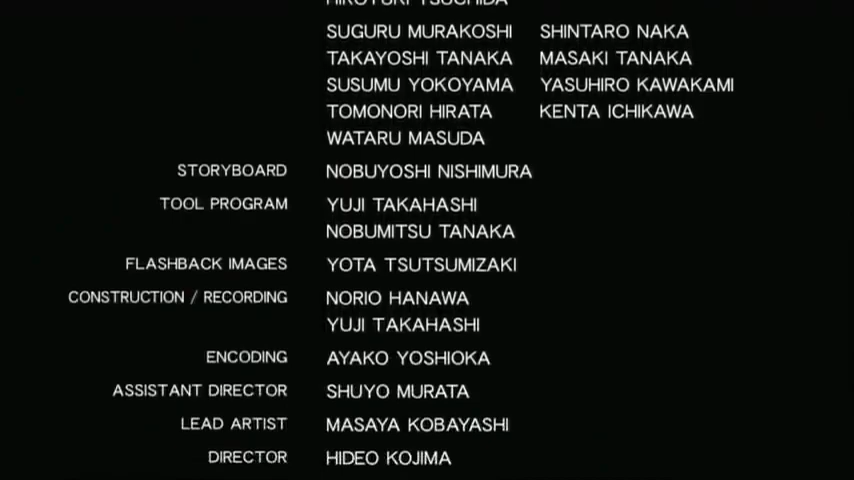 HIROYUKI TSUCHIDA
SUGURU MURAKOSHI SHINTARO NAKA
TAKAYOSHI TANAKA MASAKI TANAKA
SUSUMU YOKOYAMA YASUHIRO KAWAKAMI
TOMONORI HIRATA KENTA ICHIKAWA
WATARU MASUDA
STORYBOARD NOBUYOSHI NISHIMURA
TOOL PROGRAM YUJI TAKAHASHI
NOBUMITSU TANAKA
FLASHBACK IMAGES YOTA TSUTSUMIZAKI
CONSTRUCTION / RECORDING NORIO HANAWA
YUJI TAKAHASHI
ENCODING AYAKO YOSHIOKA
ASSISTANT DIRECTOR SHUYO MURATA
LEAD ARTIST MASAYA KOBAYASHI
DIRECTOR HIDEO KOJIMA